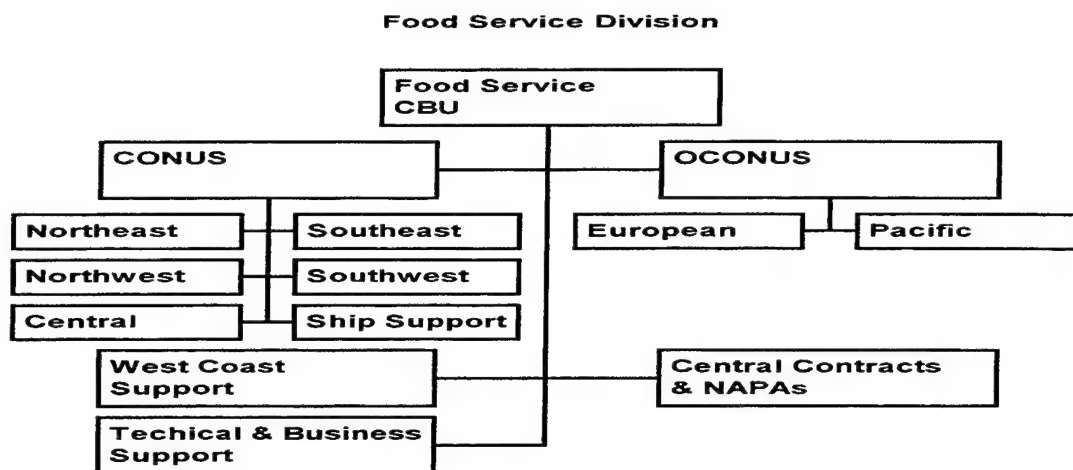 Food Service Division
Food Service
CBU
CONUS
OCONUS
Northeast
Southeast
European
Pacific
Northwest
Southwest
Central
Ship Support
West Coast
Support
Central Contracts
& NAPAs
Techical & Business
Support